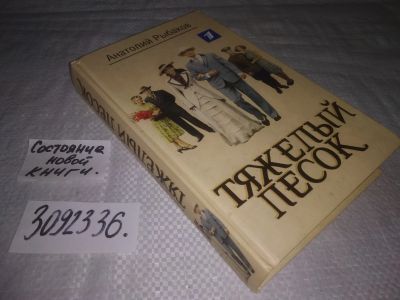 Анатолий Рыбаков
ТЯЖЕЛЫЙ
ПЕСОК
ТЯЖЕЛЫЙ ПЕСОК
Состояние
новой
книги.
3092336.